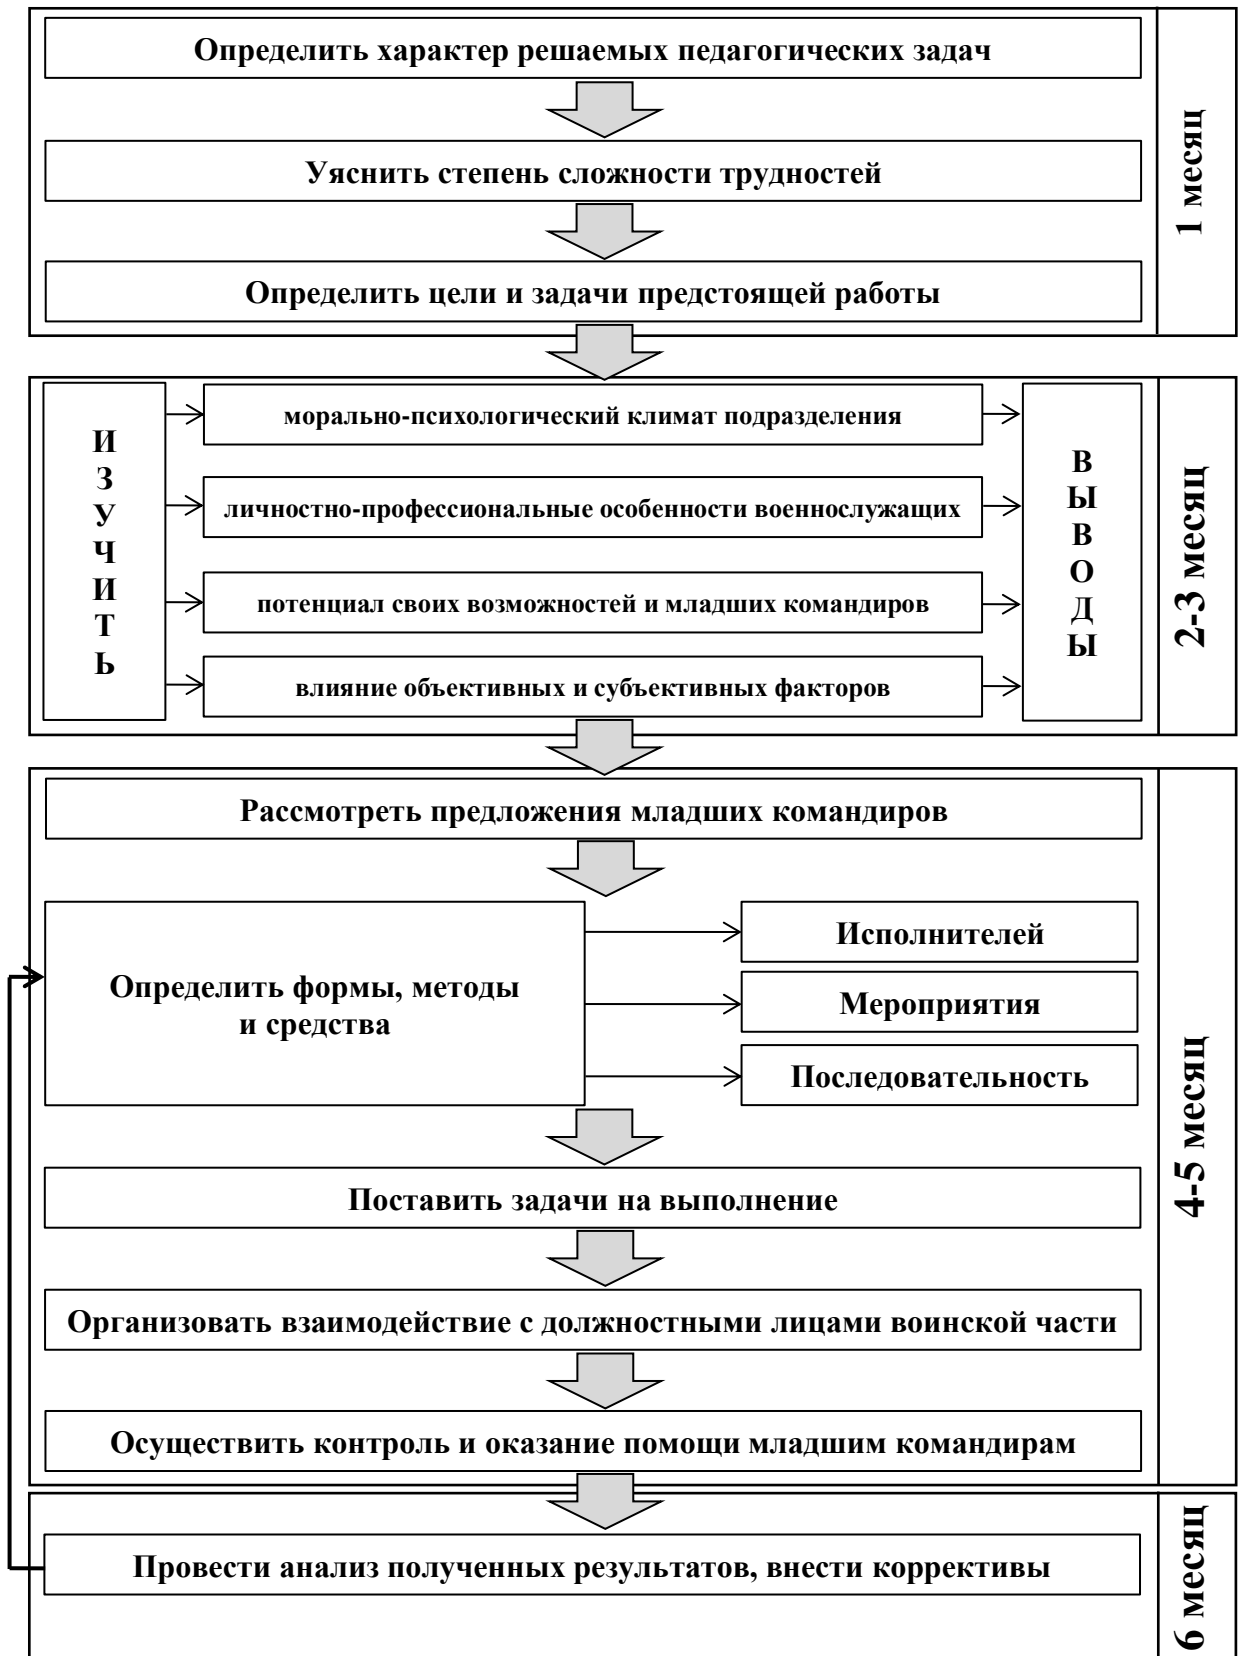 Определить характер решаемых педагогических задач
Уяснить степень сложности трудностей
Определить цели и задачи предстоящей работы
1 месяц
ИЗУЧИТЬ
морально-психологический климат подразделения
личностно-профессиональные особенности военнослужащих
потенциал своих возможностей и младших командиров
влияние объективных и субъективных факторов
ВЫВОДЫ
2-3 месяц
Рассмотреть предложения младших командиров
Определить формы, методы
и средства
Исполнителей
Мероприятия
Последовательность
Поставить задачи на выполнение
Организовать взаимодействие с должностными лицами воинской части
Осуществить контроль и оказание помощи младшим командирам
4-5 месяц
Провести анализ полученных результатов, внести коррективы
6 месяц